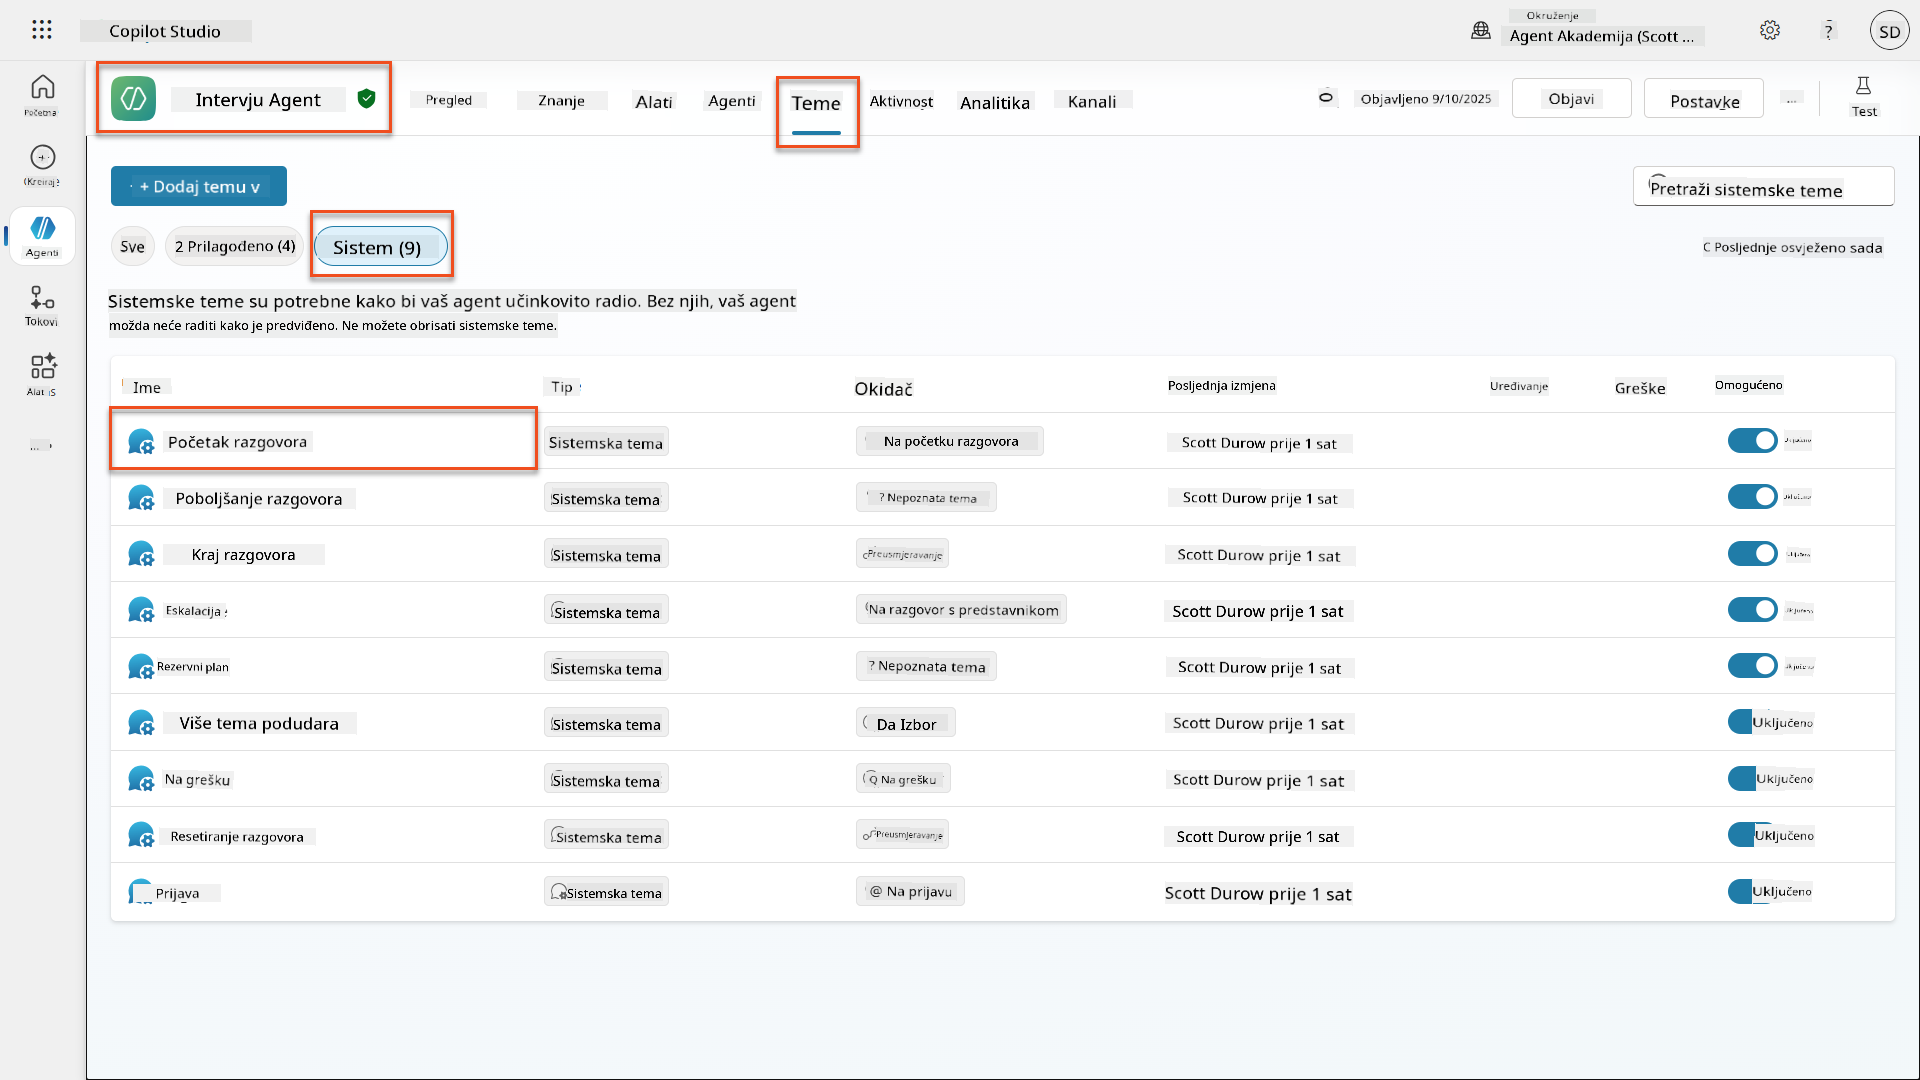 Copilot Studio
Okruženje
Agent Akademija (Scott ...
?
SD
Intervju Agent
Pregled
Znanje
Alati
Agenti
Teme
Aktivnost
Analitika
Kanali
Objavljeno 9/10/2025
Objavi
Postavke
...
Test
Početna
(Kreiraj?
Agenti
Tokovi
Alat iS
...
+ Dodaj temu v
Pretraži sistemske teme
Sve
2 Prilagođeno (4)
Sistem (9)
C Posljednje osvježeno sada
Sistemske teme su potrebne kako bi vaš agent učinkovito radio. Bez njih, vaš agent
možda neće raditi kako je predviđeno. Ne možete obrisati sistemske teme.
Ime
Tip
Okidač
Posljednja izmjena
Uređivanje
Greške
Omogućeno
Početak razgovora
Sistemska tema
Na početku razgovora
Scott Durow prije 1 sat
Poboljšanje razgovora
Sistemska tema
? Nepoznata tema
Scott Durow prije 1 sat
Kraj razgovora
Sistemska tema
Preusmjeravanje
Scott Durow prije 1 sat
Eskalacija
Sistemska tema
Na razgovor s predstavnikom
Scott Durow prije 1 sat
Rezervni plan
Sistemska tema
? Nepoznata tema
Scott Durow prije 1 sat
Više tema podudara
Sistemska tema
Da Izbor
Scott Durow prije 1 sat
Uključeno
Na grešku
Sistemska tema
Q Na grešku
Scott Durow prije 1 sat
Uključeno
Resetiranje razgovora
Sistemska tema
Preusmjeravanje
Scott Durow prije 1 sat
Uključeno
Prijava
Sistemska tema
@ Na prijavu
Scott Durow prije 1 sat
Uključeno